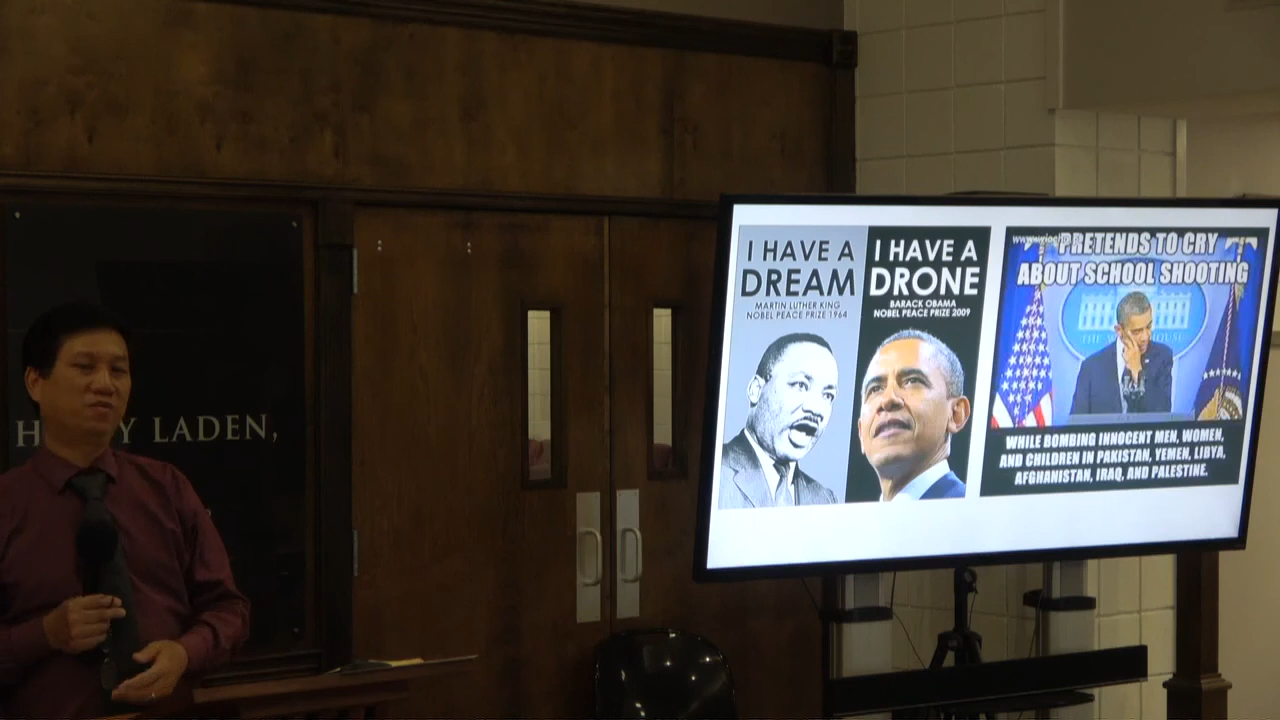 LADEN,
I HAVE A
DREAM
MARTIN LUTHER KING
NOBEL PEACE PRIZE 1964
I HAVE A
DRONE
BARACK OBAMA
NOBEL PEACE PRIZE 2009
PRETENDS TO CRY
ABOUT SCHOOL SHOOTING
THE
WHILE BOMBING INNOCENT MEN, WOMEN,
AND CHILDREN IN PAKISTAN, YEMEN, LIBYA,
AFGHANISTAN, IRAQ, AND PALESTINE.